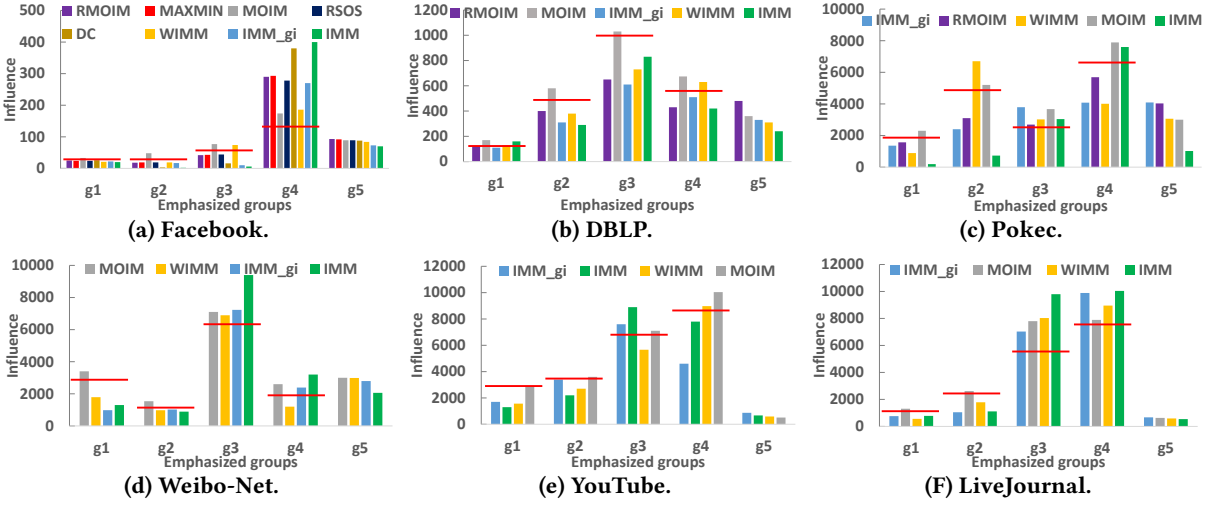 500
400
300
200
100
0
Influence
RMOIM MAXMIN MOIM RSOS
DC WIMM IMM_gi IMM
g1 g2 g3 g4 g5
Emphasized groups
(a) Facebook.
1200
1000
800
600
400
200
0
Influence
RMOIM MOIM IMM_gi WIMM IMM
g1 g2 g3 g4 g5
Emphasized groups
(b) DBLP.
10000
8000
6000
4000
2000
0
Influence
IMM_gi RMOIM WIMM MOIM IMM
g1 g2 g3 g4 g5
Emphasized groups
(c) Pokec.
10000
8000
6000
4000
2000
0
Influence
MOIM WIMM IMM_gi IMM
g1 g2 g3 g4 g5
Emphasized groups
(d) Weibo-Net.
12000
10000
8000
6000
4000
2000
0
Influence
IMM_gi IMM WIMM MOIM
g1 g2 g3 g4 g5
Emphasized groups
(e) YouTube.
12000
10000
8000
6000
4000
2000
0
Influence
IMM_gi MOIM WIMM IMM
g1 g2 g3 g4 g5
Emphasized groups
(F) LiveJournal.